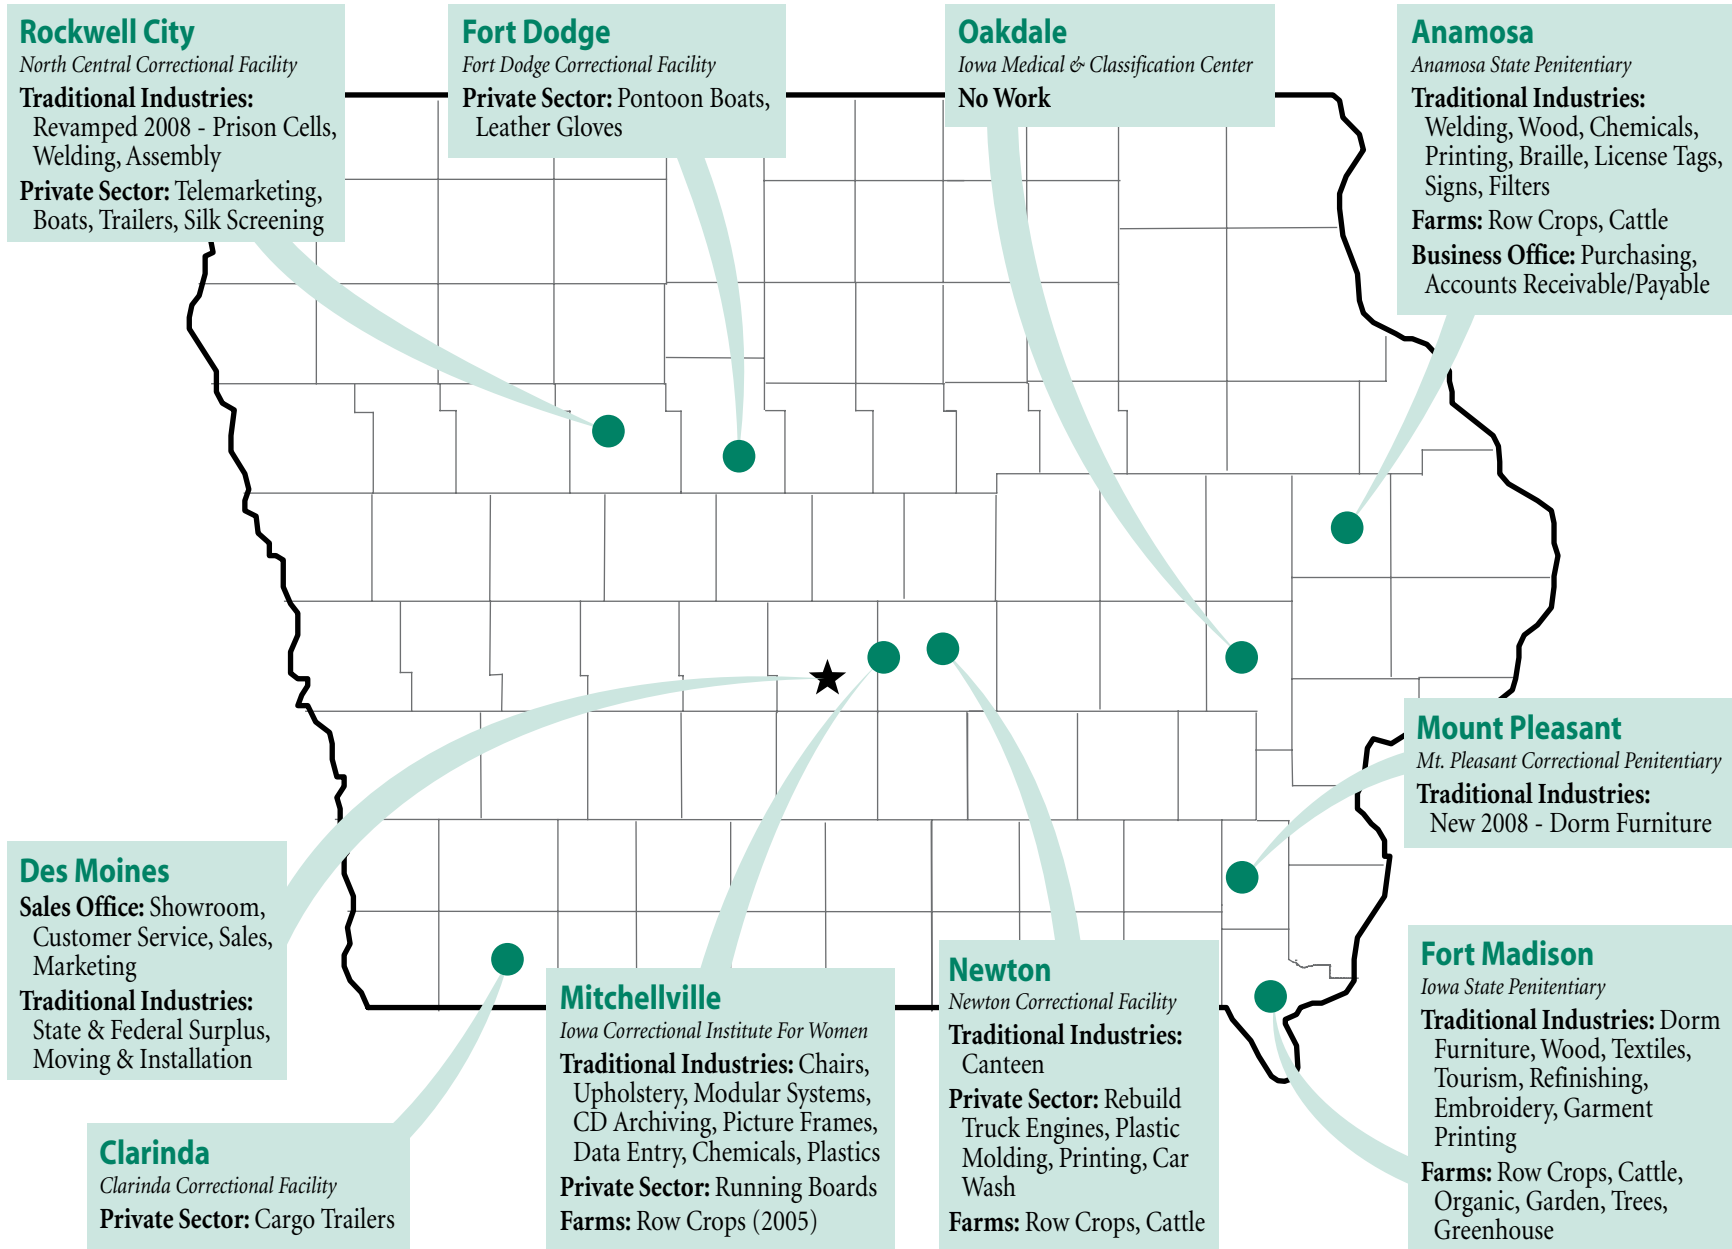 Rockwell City
North Central Correctional Facility
Traditional Industries:
Revamped 2008 - Prison Cells,
Welding, Assembly
Private Sector: Telemarketing,
Boats, Trailers, Silk Screening
Fort Dodge
Fort Dodge Correctional Facility
Private Sector: Pontoon Boats,
Leather Gloves
Oakdale
Iowa Medical & Classification Center
No Work
Anamosa
Anamosa State Penitentiary
Traditional Industries:
Welding, Wood, Chemicals,
Printing, Braille, License Tags,
Signs, Filters
Farms: Row Crops, Cattle
Business Office: Purchasing,
Accounts Receivable/Payable
Mount Pleasant
Mt. Pleasant Correctional Penitentiary
Traditional Industries:
New 2008 - Dorm Furniture
Des Moines
Sales Office: Showroom,
Customer Service, Sales,
Marketing
Traditional Industries:
State & Federal Surplus,
Moving & Installation
Clarinda
Clarinda Correctional Facility
Private Sector: Cargo Trailers
Mitchellville
Iowa Correctional Institute For Women
Traditional Industries: Chairs,
Upholstery, Modular Systems,
CD Archiving, Picture Frames,
Data Entry, Chemicals, Plastics
Private Sector: Running Boards
Farms: Row Crops (2005)
Newton
Newton Correctional Facility
Traditional Industries:
Canteen
Private Sector: Rebuild
Truck Engines, Plastic
Molding, Printing, Car
Wash
Farms: Row Crops, Cattle
Fort Madison
Iowa State Penitentiary
Traditional Industries: Dorm
Furniture, Wood, Textiles,
Tourism, Refinishing,
Embroidery, Garment
Printing
Farms: Row Crops, Cattle,
Organic, Garden, Trees,
Greenhouse